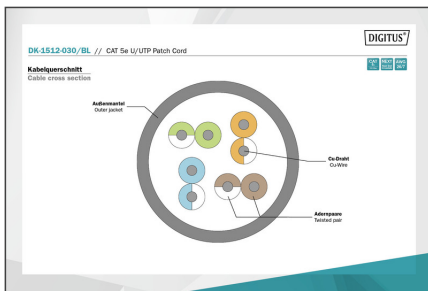 DIGITUS®
DK-1512-030/BL // CAT 5e U/UTP Patch Cord
Kabelquerschnitt
Cable cross section
Außenmantel
Outer jacket
Cu-Draht
Cu-Wire
Adernpaare
Twisted pair